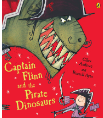 Captain Flinn
and the
Pirate Dinosaurs